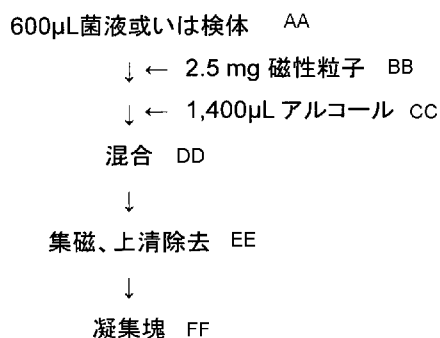 600μL菌液或いは検体 AA
↓ ← 2.5 mg 磁性粒子 BB
↓ ← 1,400μL アルコール CC
混合 DD
↓
集磁、上清除去 EE
↓
凝集塊 FF